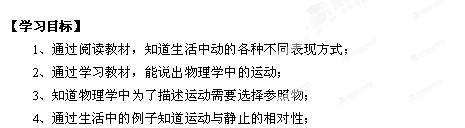 【学习目标】
1、通过阅读教材，知道生活中动的各种不同表现方式；
2、通过学习教材，能说出物理学中的运动；
3、知道物理学中为了描述运动需要选择参照物；
4、通过生活中的例子知道运动与静止的相对性；